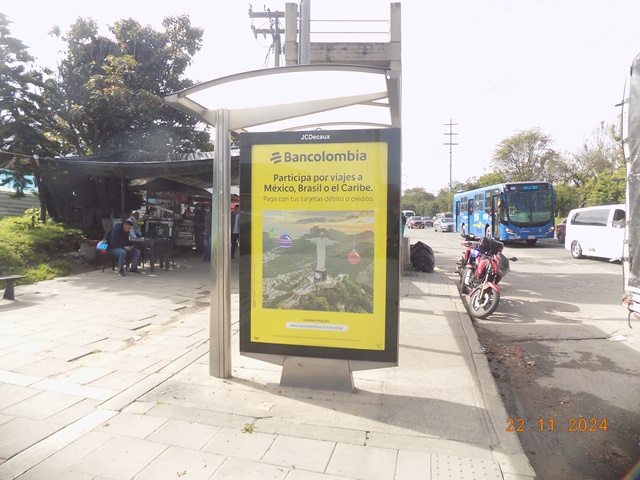 JCDecaux
Bancolombia
Participa por viajes a
México, Brasil o el Caribe.
Paga con tus tarjetas débito o crédito.
22 11 2024